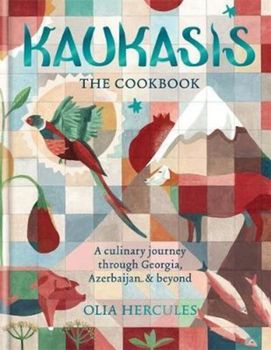 KAUKASIS
THE COOKBOOK
A culinary journey
through Georgia,
Azerbaijan, & beyond
OLIA HERCULES